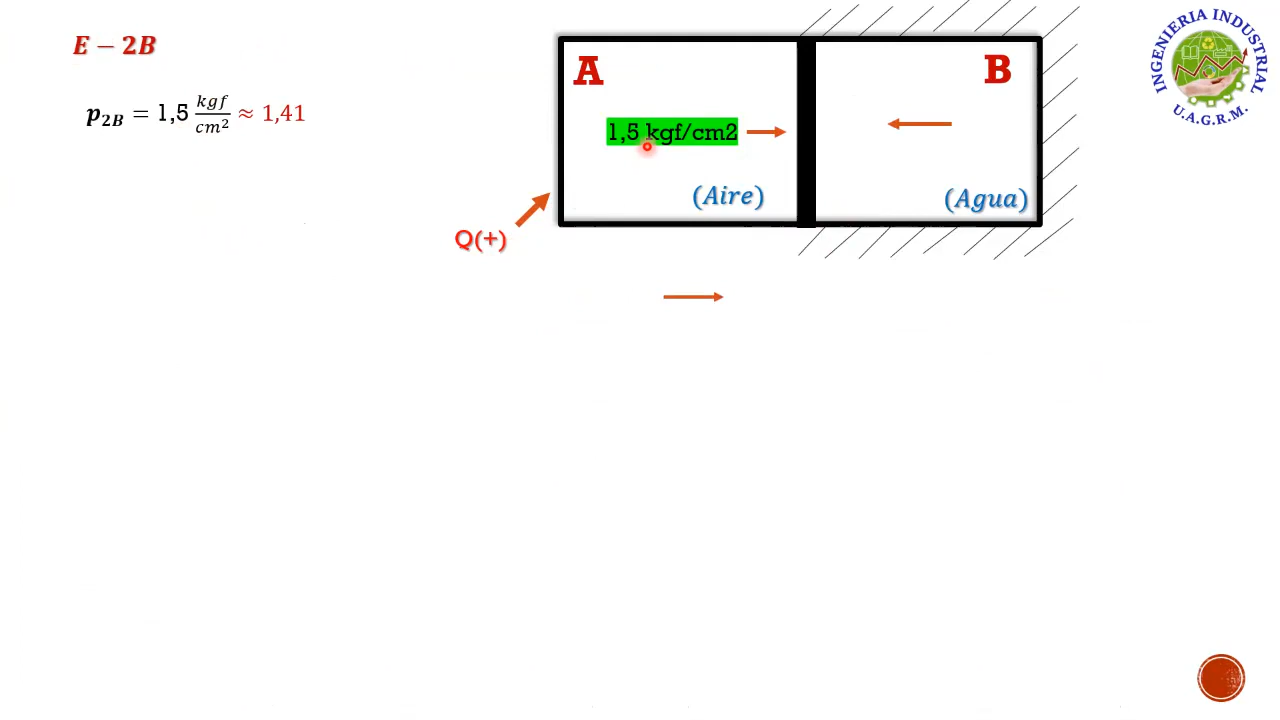 E − 2B
p2B = 1,5 kgf/cm² ≈ 1,41
A
B
1,5 kgf/cm2
(Aire)
(Agua)
Q(+)
INGENIERIA INDUSTRIAL
U.A.G.R.M.